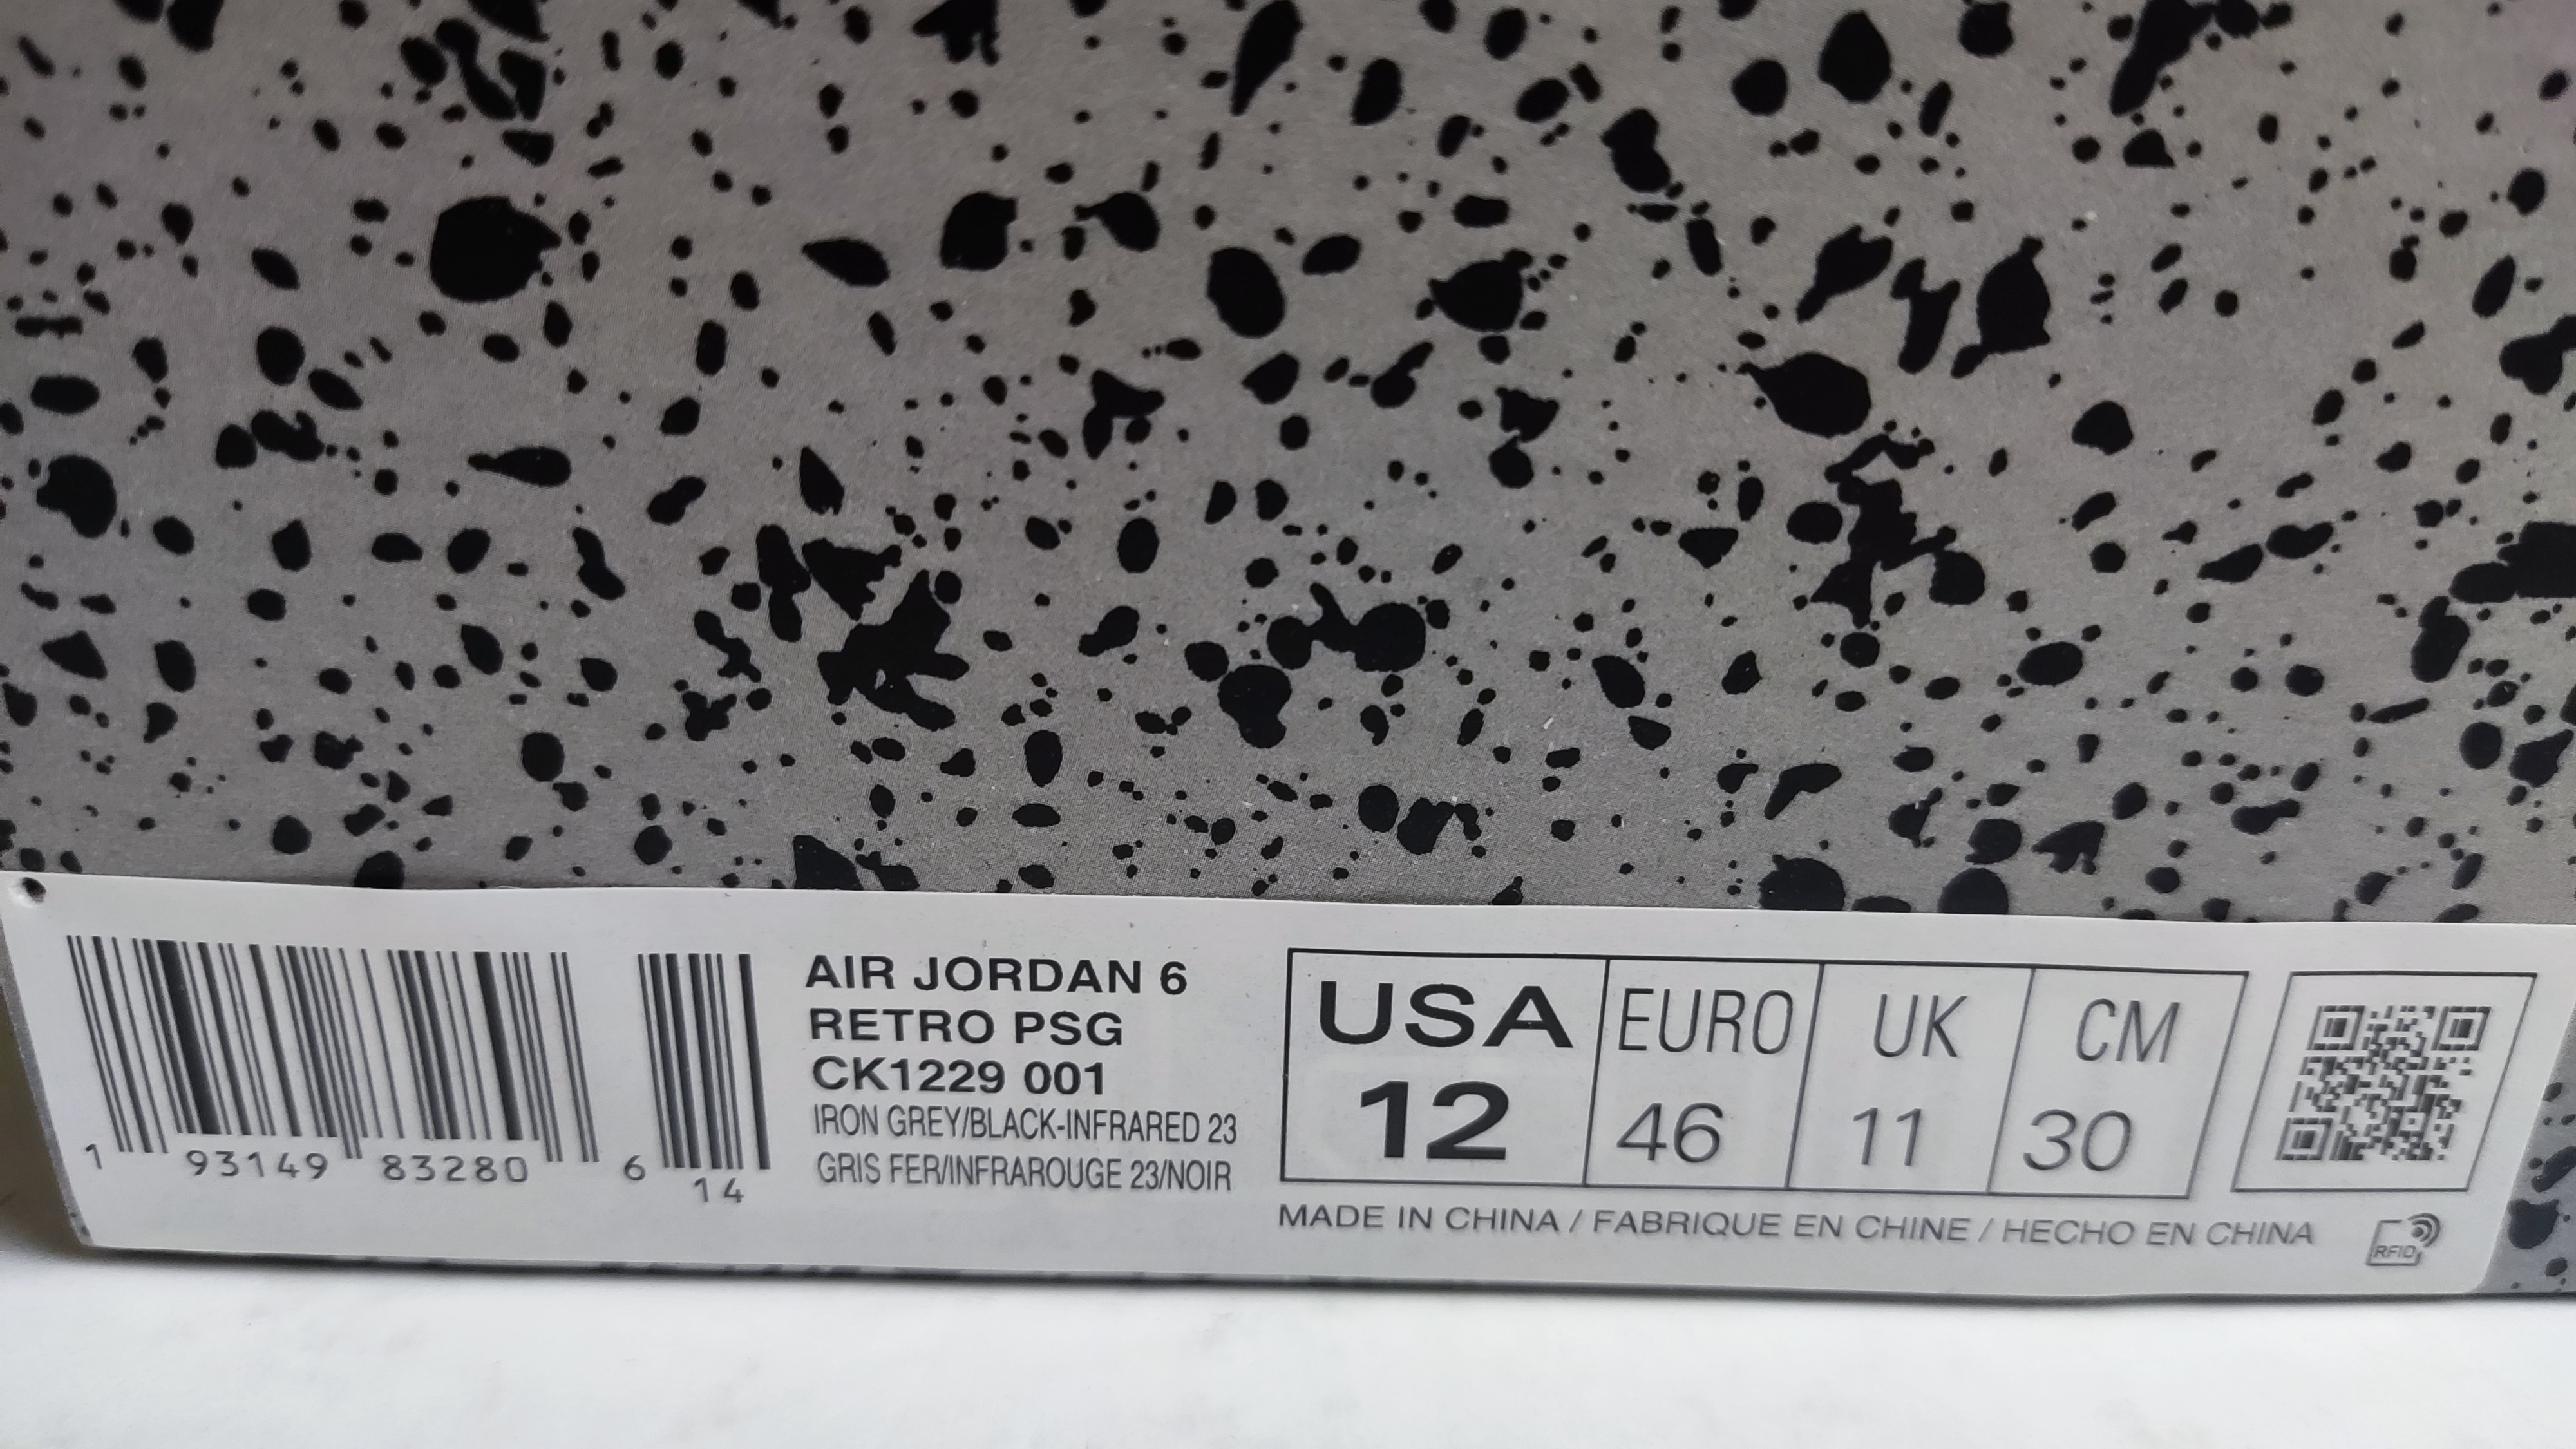 1 93149 83280 6 14
AIR JORDAN 6
RETRO PSG
CK1229 001
IRON GREY/BLACK-INFRARED 23
GRIS FER/INFRAROUGE 23/NOIR
USA EURO UK CM
12 46 11 30
MADE IN CHINA / FABRIQUE EN CHINE / HECHO EN CHINA
RFID